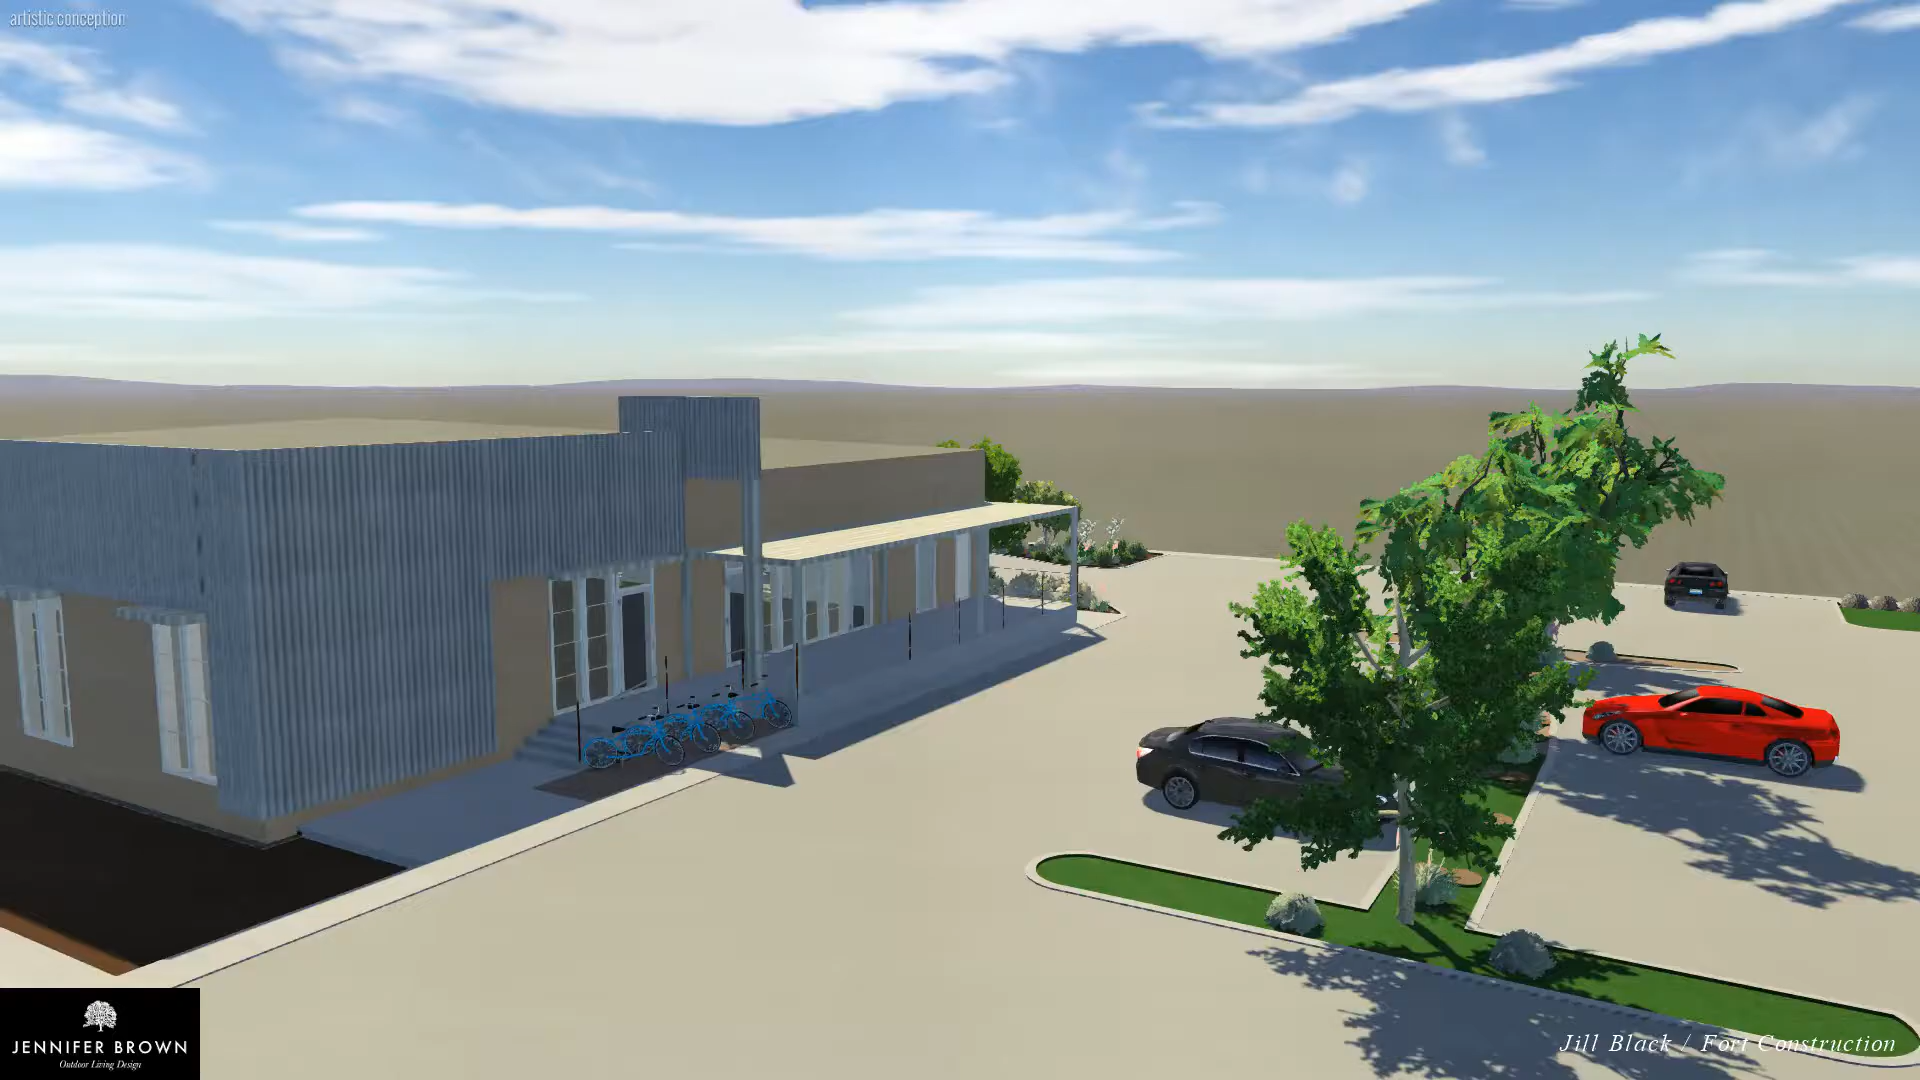 artistic conception
JENNIFER BROWN
Outdoor Living Design
Jill Black / Fort Construction